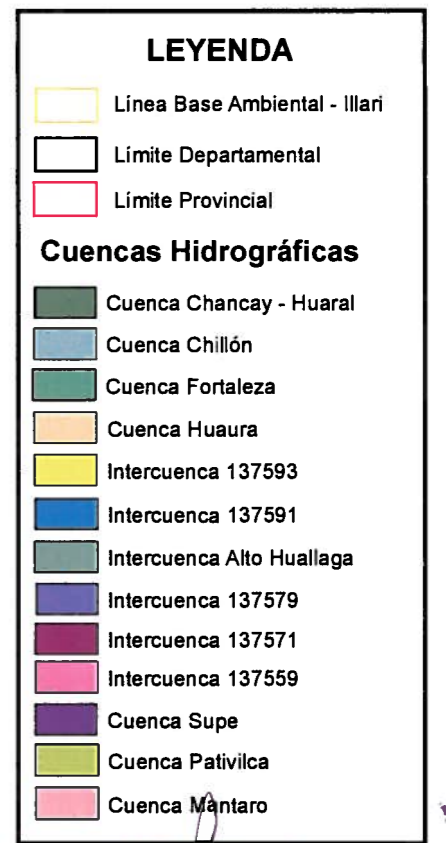 LEYENDA
Línea Base Ambiental - Illari
Límite Departamental
Límite Provincial
Cuencas Hidrográficas
Cuenca Chancay - Huaral
Cuenca Chillón
Cuenca Fortaleza
Cuenca Huaura
Intercuenca 137593
Intercuenca 137591
Intercuenca Alto Huallaga
Intercuenca 137579
Intercuenca 137571
Intercuenca 137559
Cuenca Supe
Cuenca Pativilca
Cuenca Mantaro